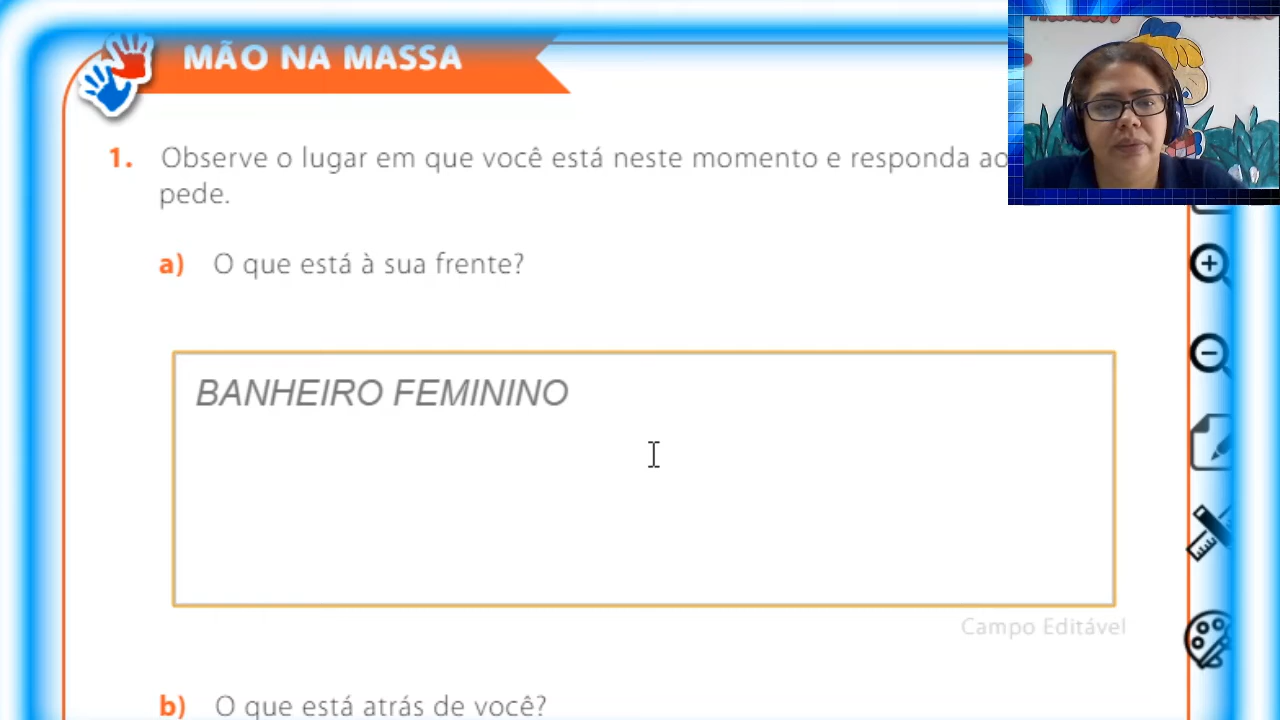 MÃO NA MASSA
1. Observe o lugar em que você está neste momento e responda ao
pede.
a) O que está à sua frente?
BANHEIRO FEMININO
Campo Editável
b) O que está atrás de você?